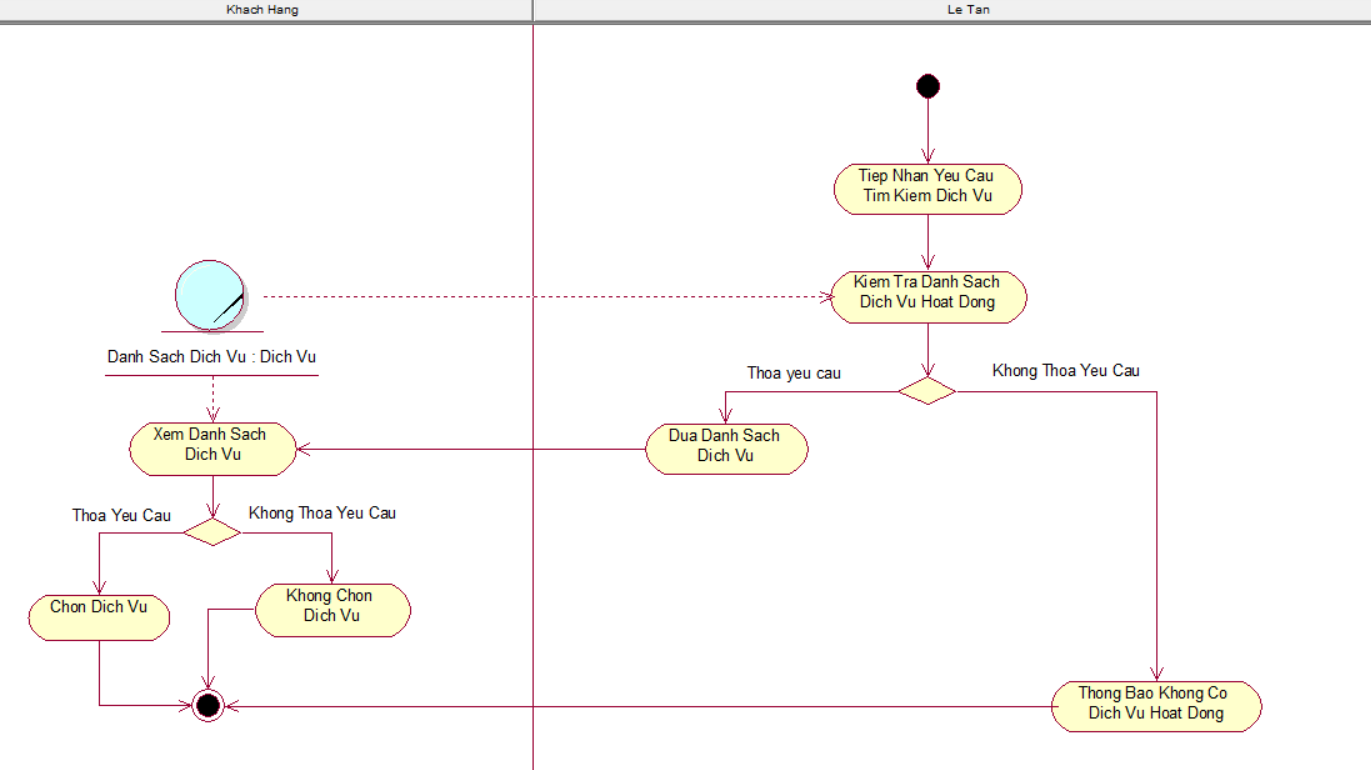 Khach Hang
Le Tan
Tiep Nhan Yeu Cau
Tim Kiem Dich Vu
Kiem Tra Danh Sach
Dich Vu Hoat Dong
Danh Sach Dich Vu : Dich Vu
Thoa yeu cau
Khong Thoa Yeu Cau
Xem Danh Sach
Dich Vu
Dua Danh Sach
Dich Vu
Thoa Yeu Cau
Khong Thoa Yeu Cau
Chon Dich Vu
Khong Chon
Dich Vu
Thong Bao Khong Co
Dich Vu Hoat Dong